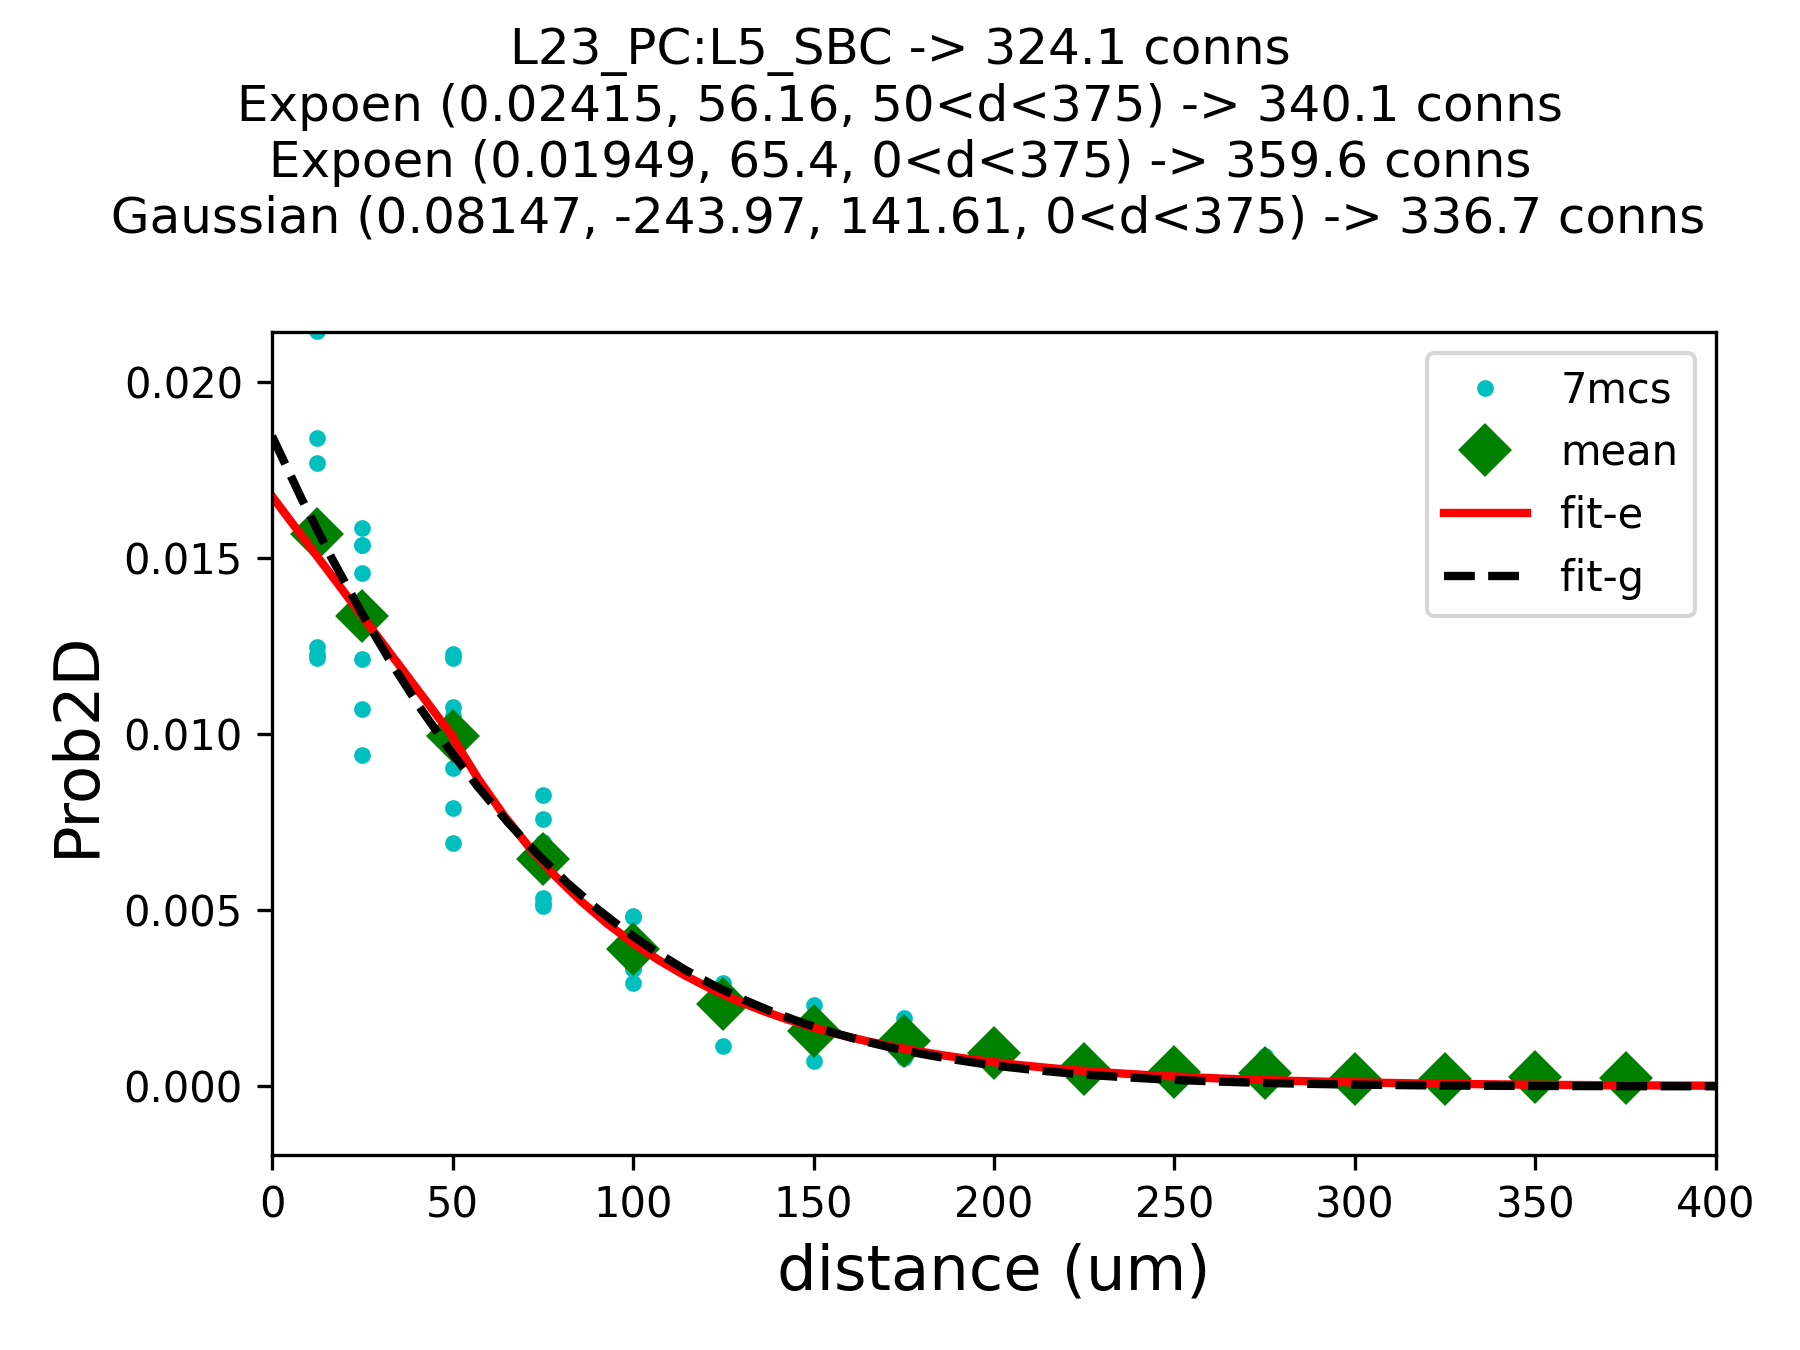 L23_PC:L5_SBC -> 324.1 conns
Expoen (0.02415, 56.16, 50<d<375) -> 340.1 conns
Expoen (0.01949, 65.4, 0<d<375) -> 359.6 conns
Gaussian (0.08147, -243.97, 141.61, 0<d<375) -> 336.7 conns
7mcs
mean
fit-e
fit-g
Prob2D
0.020
0.015
0.010
0.005
0.000
0 50 100 150 200 250 300 350 400
distance (um)